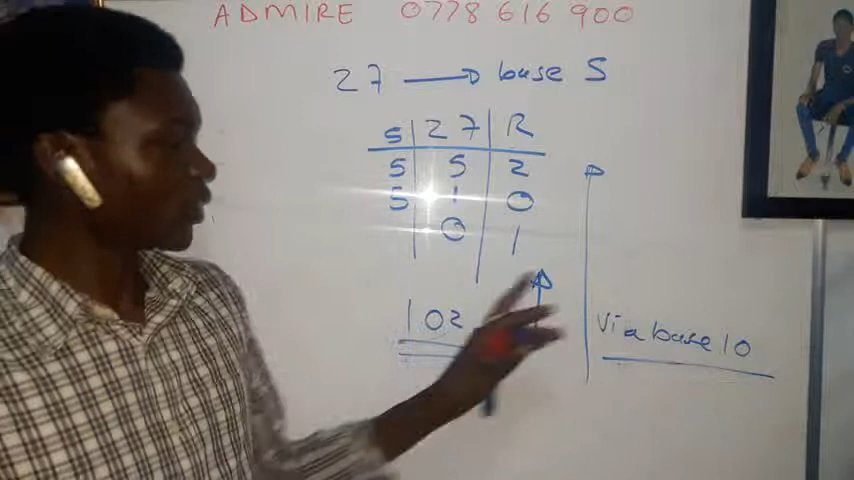 ADMIRE 0778 616 900
27 → base 5
5 | 27 | R
5 | 5 | 2
5 | 1 | 0
0 | 1
102
Via base 10